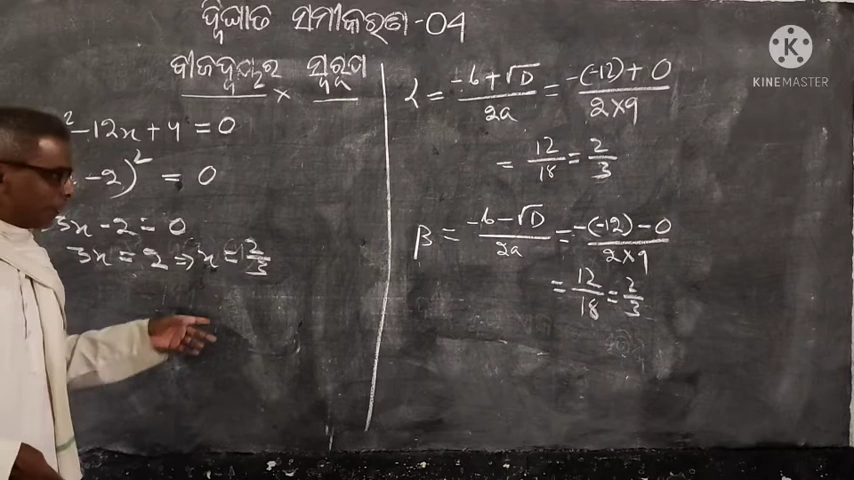 ଦ୍ୱିଘାତ ସମୀକରଣ-04
ବୀଜଦ୍ୱୟର ସ୍ୱରୂପ
²-12x + 4 = 0
- 2)² = 0
3x - 2 = 0
3x = 2 ⇒ x = 2/3
α = (-b + √D)/2a = (-(-12) + 0)/(2×9)
= 12/18 = 2/3
β = (-b - √D)/2a = (-(-12) - 0)/(2×9)
= 12/18 = 2/3
K
KINEMASTER